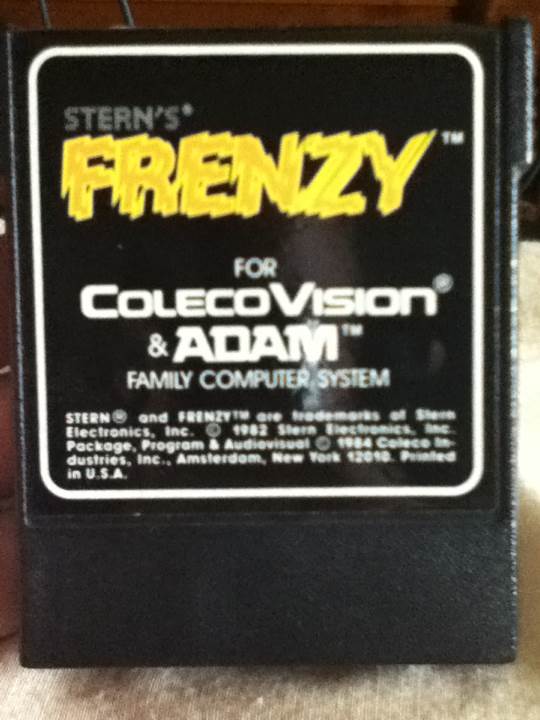 STERN'S®
FRENZY™
FOR
COLECOVISION®
& ADAM™
FAMILY COMPUTER SYSTEM
STERN® and FRENZY™ are trademarks of Stern
Electronics, Inc. © 1982 Stern Electronics, Inc.
Package, Program & Audiovisual © 1984 Coleco In-
dustries, Inc., Amsterdam, New York 12010. Printed
in U.S.A.